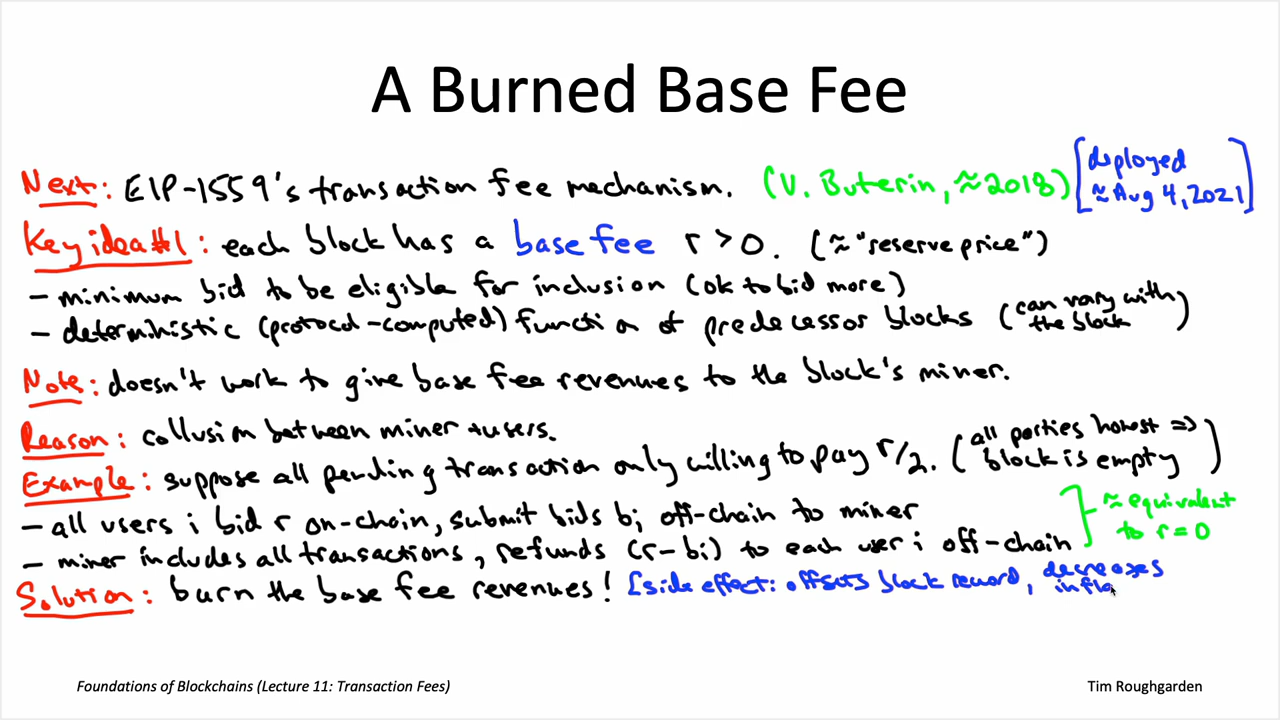 A Burned Base Fee
Next: EIP-1559's transaction fee mechanism. (V. Buterin, ≈2018) [deployed ≈Aug 4, 2021]
Key idea #1: each block has a base fee r > 0. (≈ "reserve price")
- minimum bid to be eligible for inclusion (ok to bid more)
- deterministic (protocol-computed) function of predecessor blocks (can vary with the block)
Note: doesn't work to give base fee revenues to the block's miner.
Reason: collusion between miner + users.
Example: suppose all pending transaction only willing to pay r/2. (all parties honest => block is empty)
- all users i bid r on-chain, submit bids bi off-chain to miner
- miner includes all transactions, refunds (r-bi) to each user i off-chain } ≈ equivalent to r=0
Solution: burn the base fee revenues! [side effect: offsets block reward, decreases infla
Foundations of Blockchains (Lecture 11: Transaction Fees)
Tim Roughgarden